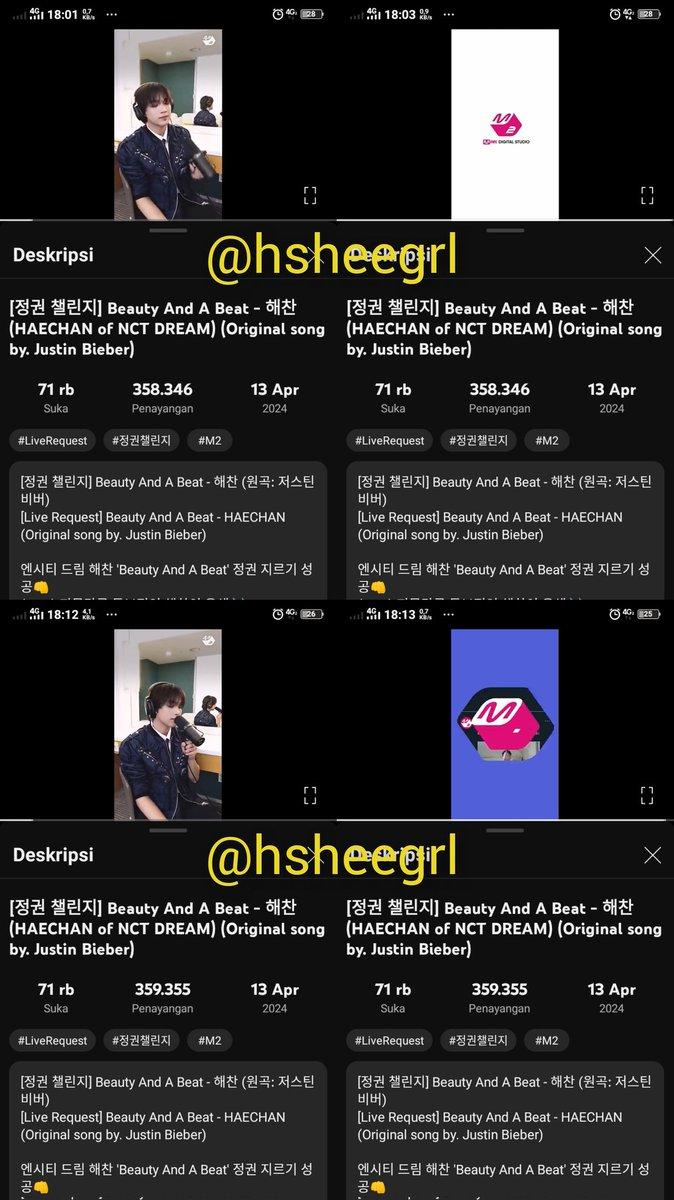 4G 18:01 0,7 KB/s ··· 4G 28
@hsheegrl
Deskripsi
[정권 챌린지] Beauty And A Beat - 해찬
(HAECHAN of NCT DREAM) (Original song
by. Justin Bieber)
71 rb 358.346 13 Apr
Suka Penayangan 2024
#LiveRequest #정권챌린지 #M2
[정권 챌린지] Beauty And A Beat - 해찬 (원곡: 저스틴
비버)
[Live Request] Beauty And A Beat - HAECHAN
(Original song by. Justin Bieber)
엔시티 드림 해찬 'Beauty And A Beat' 정권 지르기 성
공👊
4G 18:03 0,9 KB/s ··· 4G 28
M2
MNET DIGITAL STUDIO
Deskripsi
[정권 챌린지] Beauty And A Beat - 해찬
(HAECHAN of NCT DREAM) (Original song
by. Justin Bieber)
71 rb 358.346 13 Apr
Suka Penayangan 2024
#LiveRequest #정권챌린지 #M2
[정권 챌린지] Beauty And A Beat - 해찬 (원곡: 저스틴
비버)
[Live Request] Beauty And A Beat - HAECHAN
(Original song by. Justin Bieber)
엔시티 드림 해찬 'Beauty And A Beat' 정권 지르기 성
공👊
4G 18:12 4,1 KB/s ··· 4G 26
@hsheegrl
Deskripsi
[정권 챌린지] Beauty And A Beat - 해찬
(HAECHAN of NCT DREAM) (Original song
by. Justin Bieber)
71 rb 359.355 13 Apr
Suka Penayangan 2024
#LiveRequest #정권챌린지 #M2
[정권 챌린지] Beauty And A Beat - 해찬 (원곡: 저스틴
비버)
[Live Request] Beauty And A Beat - HAECHAN
(Original song by. Justin Bieber)
엔시티 드림 해찬 'Beauty And A Beat' 정권 지르기 성
공👊
4G 18:13 0,7 KB/s ··· 4G 25
M
Deskripsi
[정권 챌린지] Beauty And A Beat - 해찬
(HAECHAN of NCT DREAM) (Original song
by. Justin Bieber)
71 rb 359.355 13 Apr
Suka Penayangan 2024
#LiveRequest #정권챌린지 #M2
[정권 챌린지] Beauty And A Beat - 해찬 (원곡: 저스틴
비버)
[Live Request] Beauty And A Beat - HAECHAN
(Original song by. Justin Bieber)
엔시티 드림 해찬 'Beauty And A Beat' 정권 지르기 성
공👊